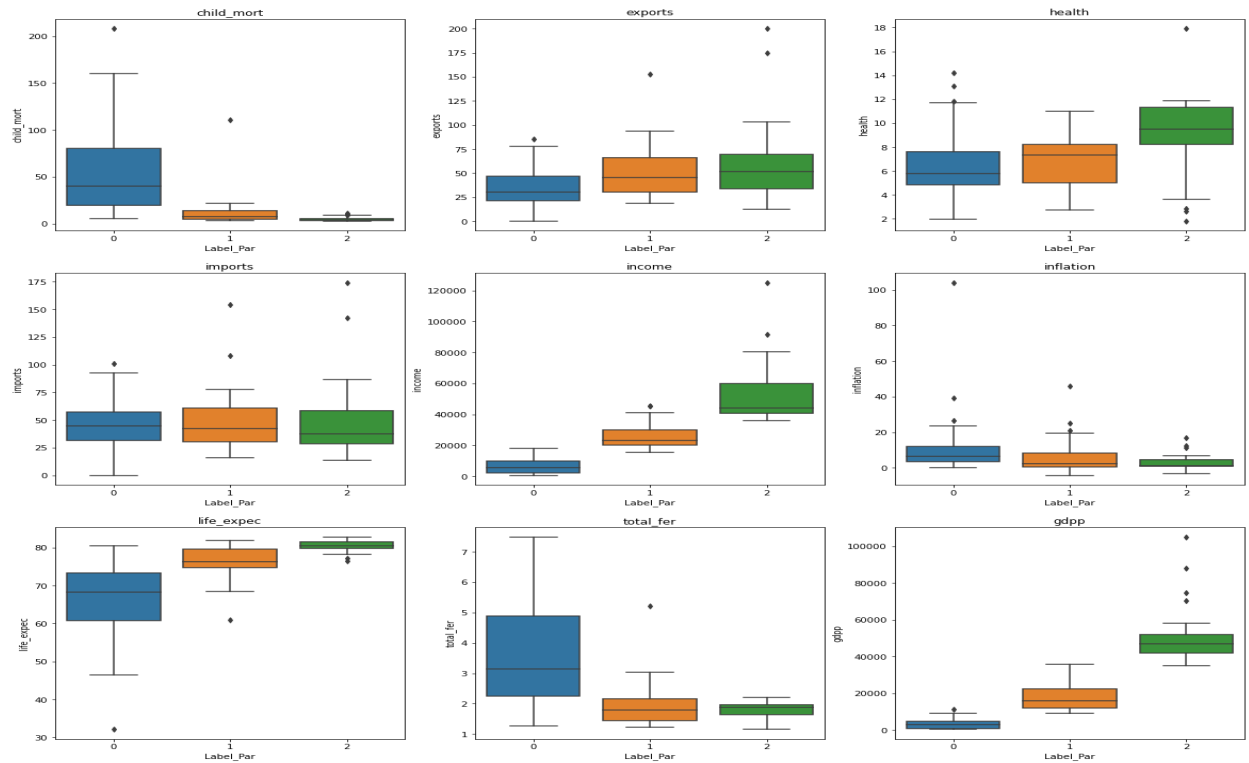 child_mort
child_mort
200
150
100
50
0
0 1 2
Label_Par
exports
exports
200
175
150
125
100
75
50
25
0
0 1 2
Label_Par
health
health
18
16
14
12
10
8
6
4
2
0 1 2
Label_Par
imports
imports
175
150
125
100
75
50
25
0
0 1 2
Label_Par
income
income
120000
100000
80000
60000
40000
20000
0
0 1 2
Label_Par
inflation
inflation
100
80
60
40
20
0
0 1 2
Label_Par
life_expec
life_expec
80
70
60
50
40
30
0 1 2
Label_Par
total_fer
total_fer
7
6
5
4
3
2
1
0 1 2
Label_Par
gdpp
gdpp
100000
80000
60000
40000
20000
0
0 1 2
Label_Par